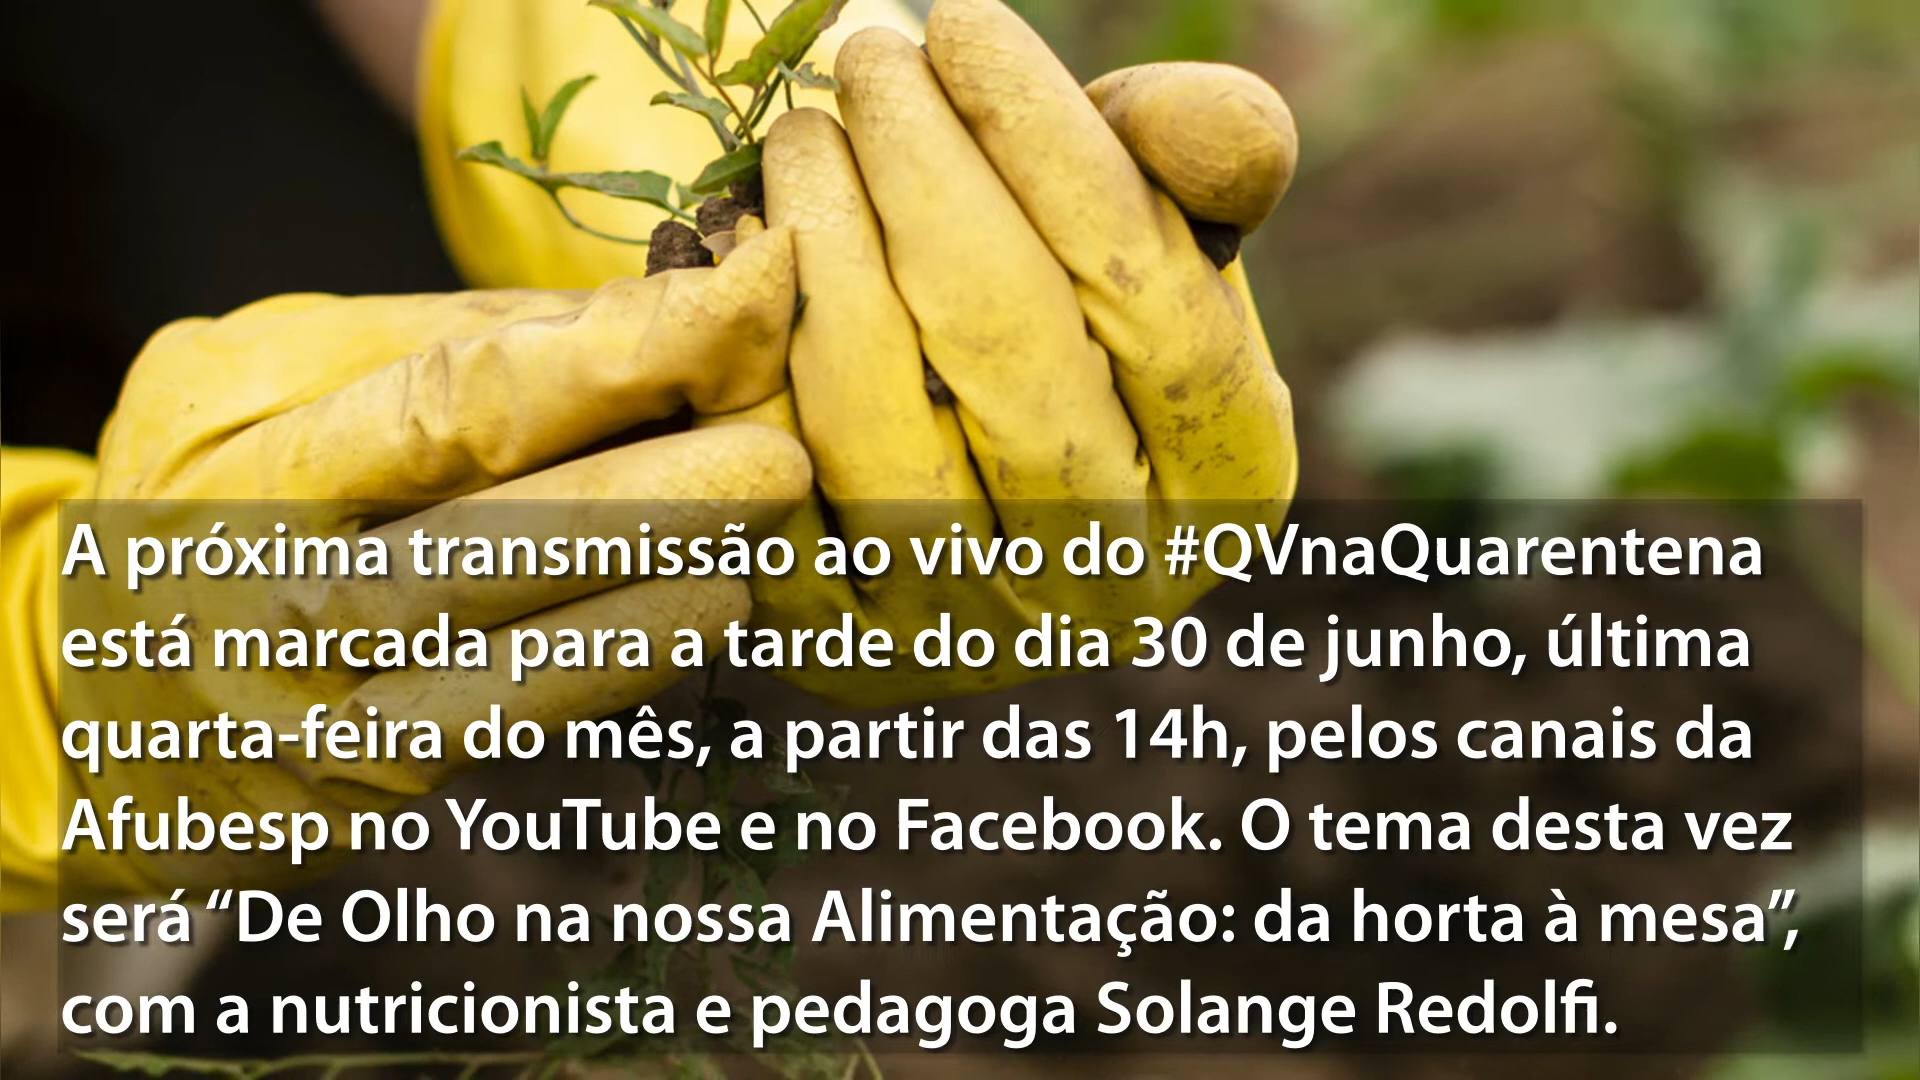 A próxima transmissão ao vivo do #QVnaQuarentena
está marcada para a tarde do dia 30 de junho, última
quarta-feira do mês, a partir das 14h, pelos canais da
Afubesp no YouTube e no Facebook. O tema desta vez
será “De Olho na nossa Alimentação: da horta à mesa”,
com a nutricionista e pedagoga Solange Redolfi.